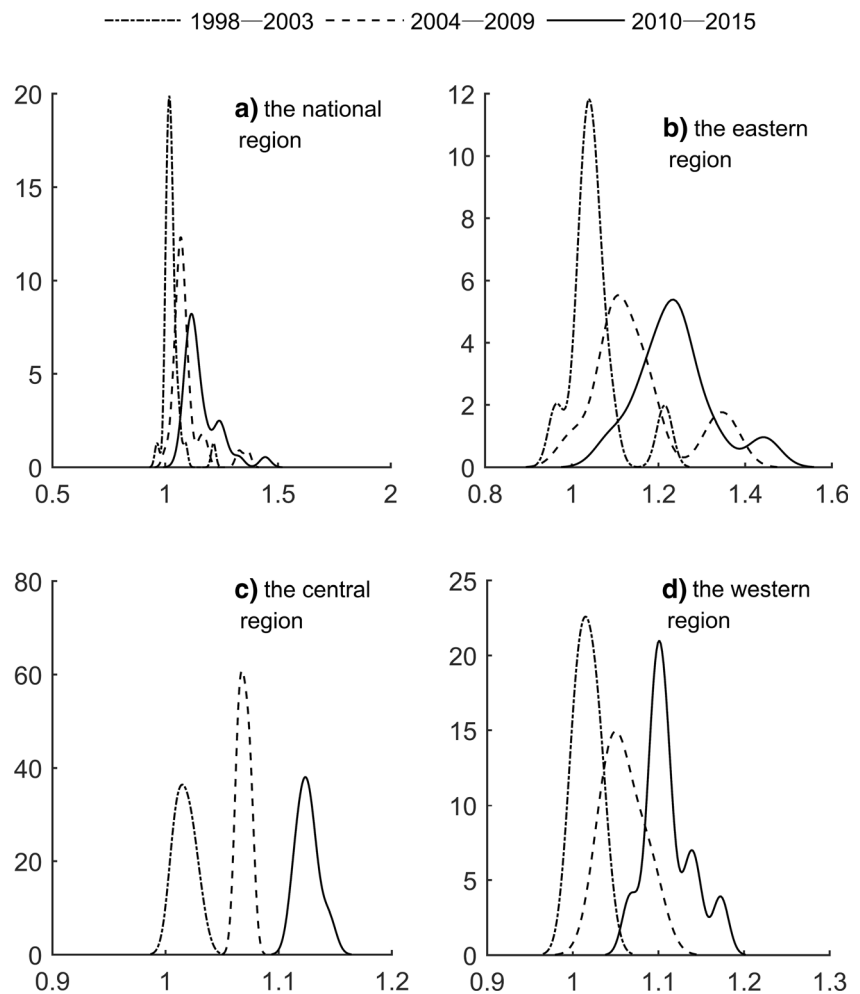 1998—2003 2004—2009 2010—2015
a) the national
region
20
15
10
5
0
0.5 1 1.5 2
b) the eastern
region
12
10
8
6
4
2
0
0.8 1 1.2 1.4 1.6
c) the central
region
80
60
40
20
0
0.9 1 1.1 1.2
d) the western
region
25
20
15
10
5
0
0.9 1 1.1 1.2 1.3